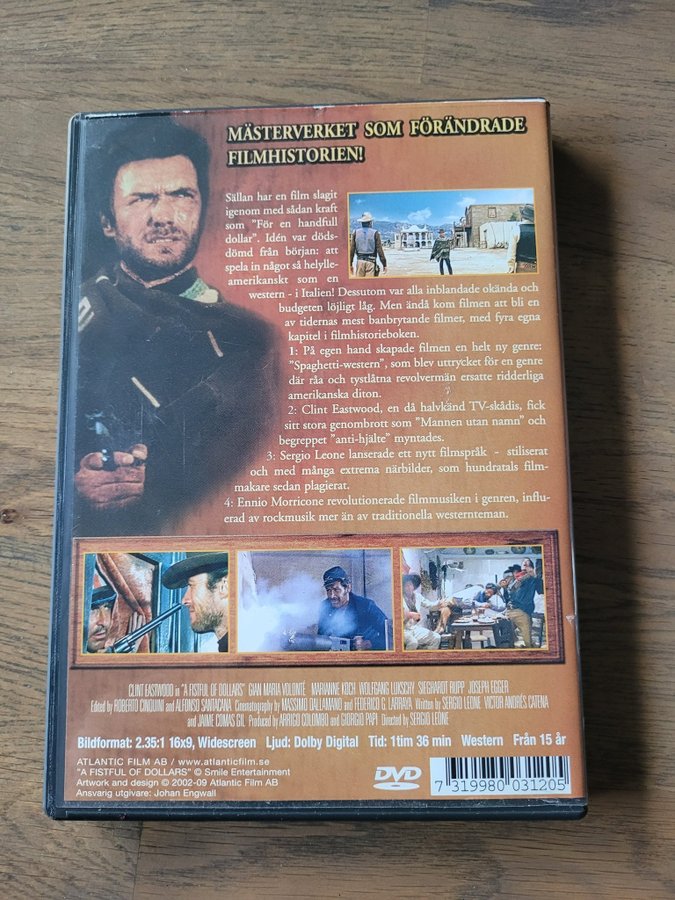 MÄSTERVERKET SOM FÖRÄNDRADE
FILMHISTORIEN!
Sällan har en film slagit
igenom med sådan kraft
som "För en handfull
dollar". Idén var döds-
dömd från början: att
spela in något så helylle-
amerikanskt som en
western - i Italien! Dessutom var alla inblandade okända och
budgeten löjligt låg. Men ändå kom filmen att bli en
av tidernas mest banbrytande filmer, med fyra egna
kapitel i filmhistorieboken.
1: På egen hand skapade filmen en helt ny genre:
"Spaghetti-western", som blev uttrycket för en genre
där råa och tystlåtna revolvermän ersatte ridderliga
amerikanska diton.
2: Clint Eastwood, en då halvkänd TV-skådis, fick
sitt stora genombrott som "Mannen utan namn" och
begreppet "anti-hjälte" myntades.
3: Sergio Leone lanserade ett nytt filmspråk - stiliserat
och med många extrema närbilder, som hundratals film-
makare sedan plagierat.
4: Ennio Morricone revolutionerade filmmusiken i genren, influ-
erad av rockmusik mer än av traditionella westernteman.
CLINT EASTWOOD in "A FISTFUL OF DOLLARS" GIAN MARIA VOLONTÉ MARIANNE KOCH WOLFGANG LUKSCHY SIEGHARDT RUPP JOSEPH EGGER
Edited by ROBERTO CINQUINI and ALFONSO SANTACANA Cinematography by MASSIMO DALLAMANO and FEDERICO G. LARRAYA Written by SERGIO LEONE VICTOR ANDRÉS CATENA
and JAIME COMAS GIL Produced by ARRIGO COLOMBO and GIORGIO PAPI Directed by SERGIO LEONE
Bildformat: 2.35:1 16x9, Widescreen Ljud: Dolby Digital Tid: 1tim 36 min Western Från 15 år
ATLANTIC FILM AB / www.atlanticfilm.se
"A FISTFUL OF DOLLARS" © Smile Entertainment
Artwork and design © 2002-09 Atlantic Film AB
Ansvarig utgivare: Johan Engwall
DVD
7 319980 031205